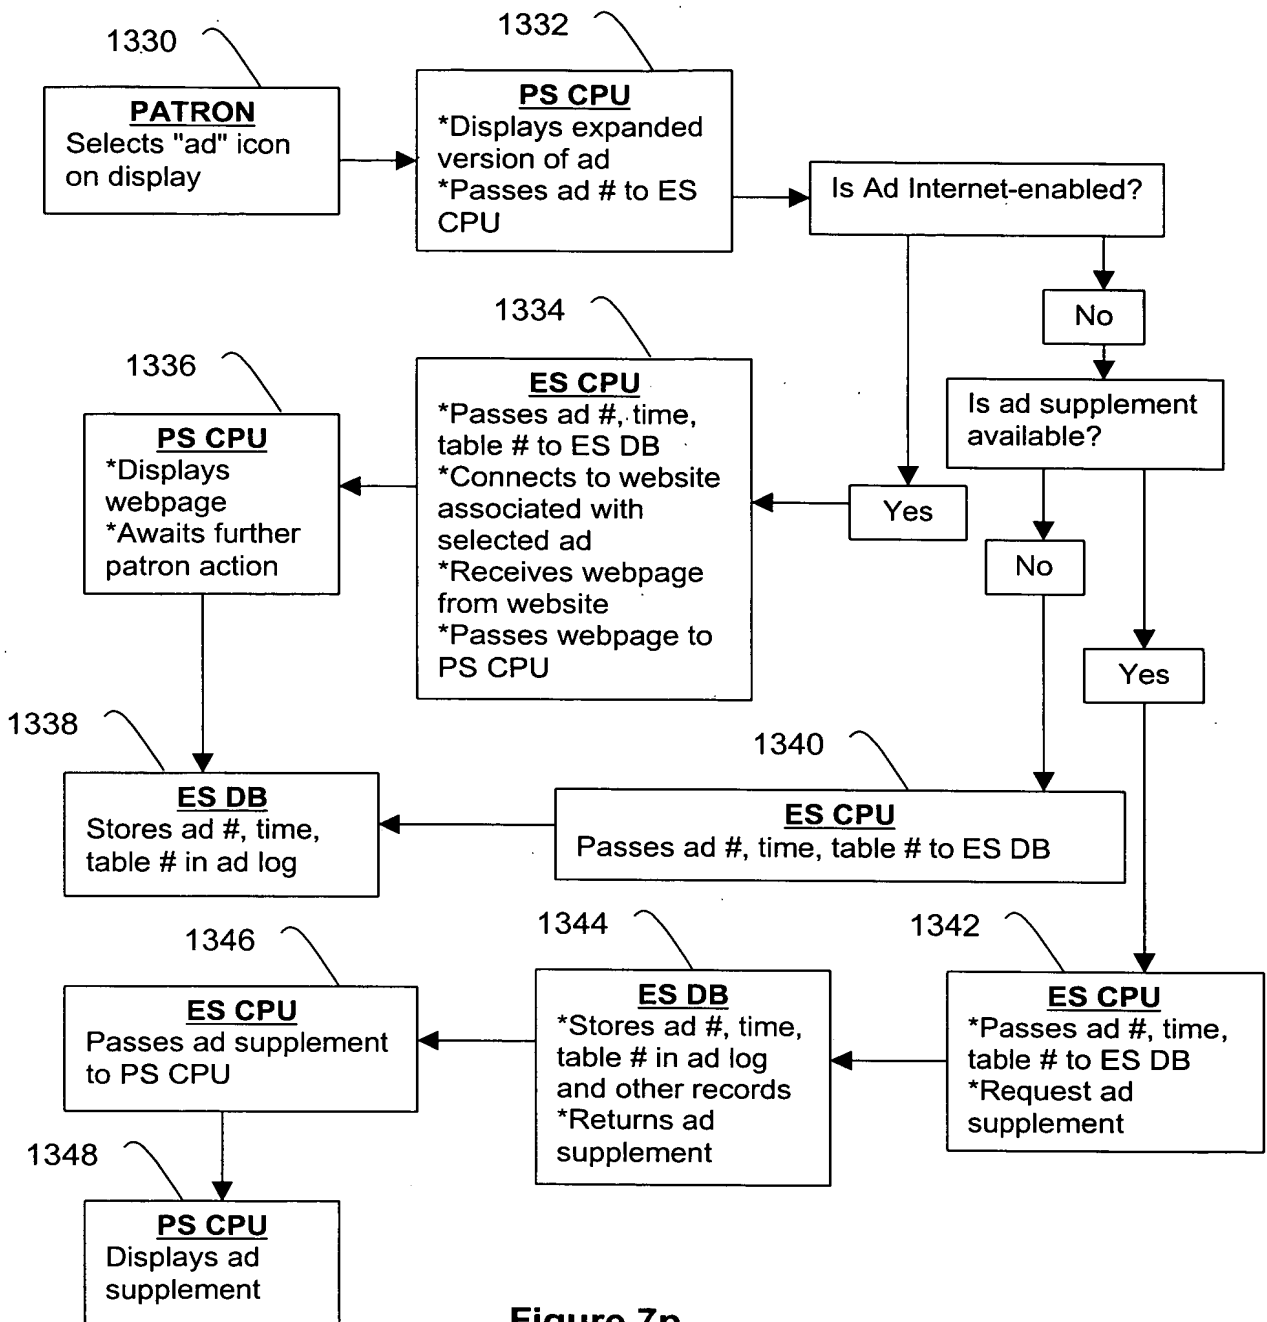 1330
PATRON
Selects "ad" icon
on display
1332
PS CPU
*Displays expanded
version of ad
*Passes ad # to ES
CPU
Is Ad Internet-enabled?
No
Is ad supplement
available?
Yes
No
Yes
1334
ES CPU
*Passes ad #, time,
table # to ES DB
*Connects to website
associated with
selected ad
*Receives webpage
from website
*Passes webpage to
PS CPU
1336
PS CPU
*Displays
webpage
*Awaits further
patron action
1338
ES DB
Stores ad #, time,
table # in ad log
1340
ES CPU
Passes ad #, time, table # to ES DB
1342
ES CPU
*Passes ad #, time,
table # to ES DB
*Request ad
supplement
1344
ES DB
*Stores ad #, time,
table # in ad log
and other records
*Returns ad
supplement
1346
ES CPU
Passes ad supplement
to PS CPU
1348
PS CPU
Displays ad
supplement
Figure 7p